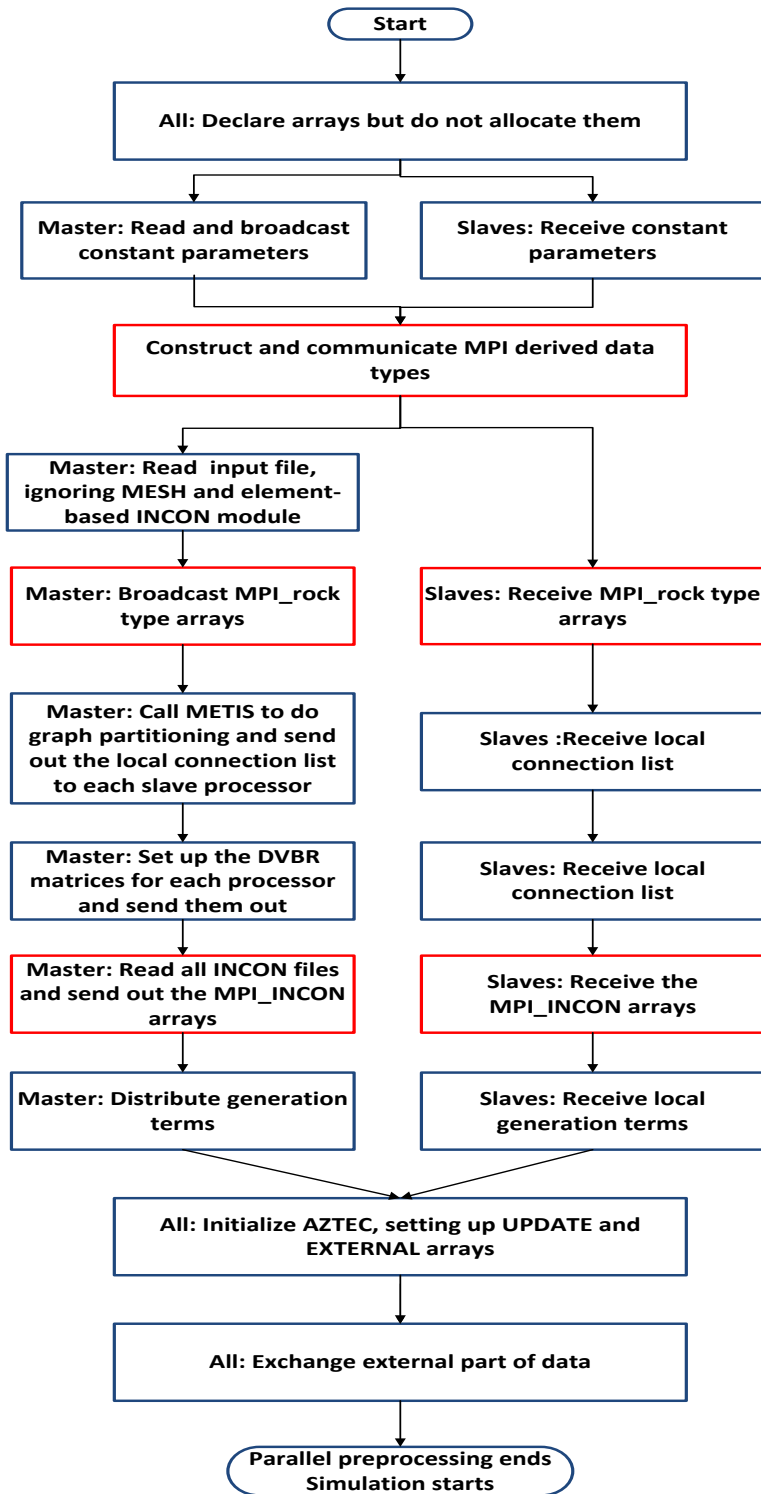 Start
All: Declare arrays but do not allocate them
Master: Read and broadcast
constant parameters
Slaves: Receive constant
parameters
Construct and communicate MPI derived data
types
Master: Read  input file,
ignoring MESH and element-
based INCON module
Master: Broadcast MPI_rock
type arrays
Slaves: Receive MPI_rock type
arrays
Master: Call METIS to do
graph partitioning and send
out the local connection list
to each slave processor
Slaves :Receive local
connection list
Master: Set up the DVBR
matrices for each processor
and send them out
Slaves: Receive local
connection list
Master: Read all INCON files
and send out the MPI_INCON
arrays
Slaves: Receive the
MPI_INCON arrays
Master: Distribute generation
terms
Slaves: Receive local
generation terms
All: Initialize AZTEC, setting up UPDATE and
EXTERNAL arrays
All: Exchange external part of data
Parallel preprocessing ends
Simulation starts